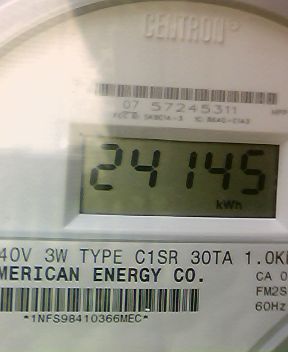 CENTRON®
07 57245311
24145
kWh
40V 3W TYPE C1SR 30TA 1.0K
MERICAN ENERGY CO.
CA 0
FM2S
60Hz
*1NFS98410366MEC*